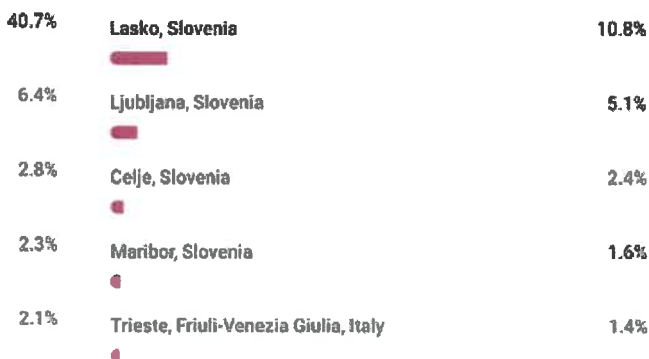 40.7%
Lasko, Slovenia 10.8%
6.4%
Ljubljana, Slovenia 5.1%
2.8%
Celje, Slovenia 2.4%
2.3%
Maribor, Slovenia 1.6%
2.1%
Trieste, Friuli-Venezia Giulia, Italy 1.4%